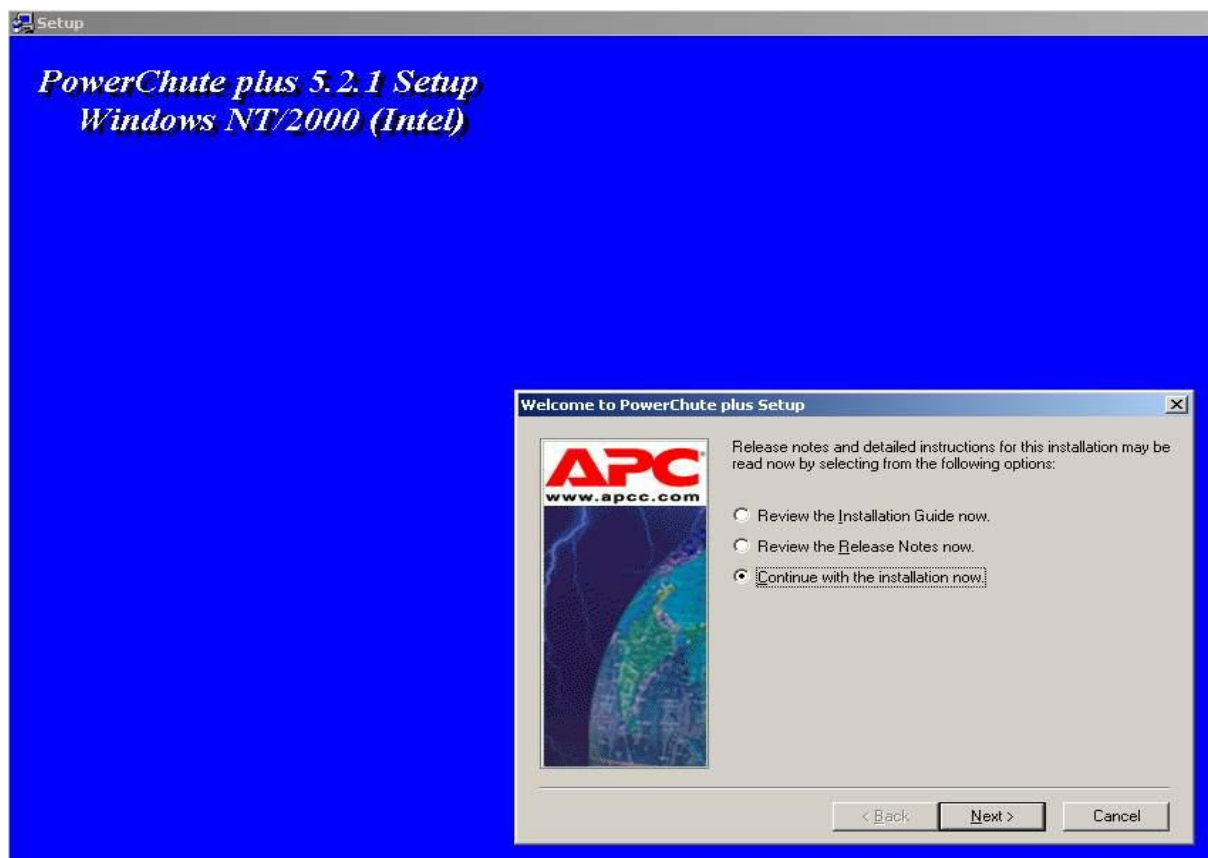 Setup
PowerChute plus 5.2.1 Setup
Windows NT/2000 (Intel)
Welcome to PowerChute plus Setup
APC
www.apcc.com
Release notes and detailed instructions for this installation may be
read now by selecting from the following options:
Review the Installation Guide now.
Review the Release Notes now.
Continue with the installation now.
< Back
Next >
Cancel